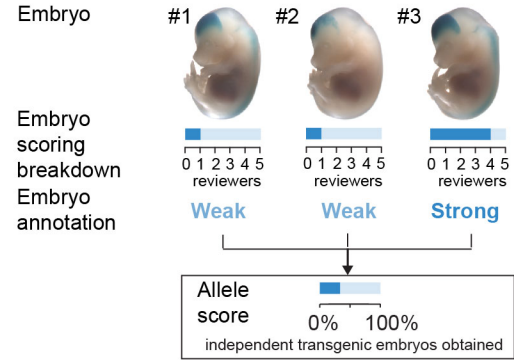 Embryo #1 #2 #3
Embryo
scoring
breakdown
0 1 2 3 4 5 0 1 2 3 4 5 0 1 2 3 4 5
reviewers reviewers reviewers
Embryo
annotation
Weak Weak Strong
Allele
score
0% 100%
independent transgenic embryos obtained